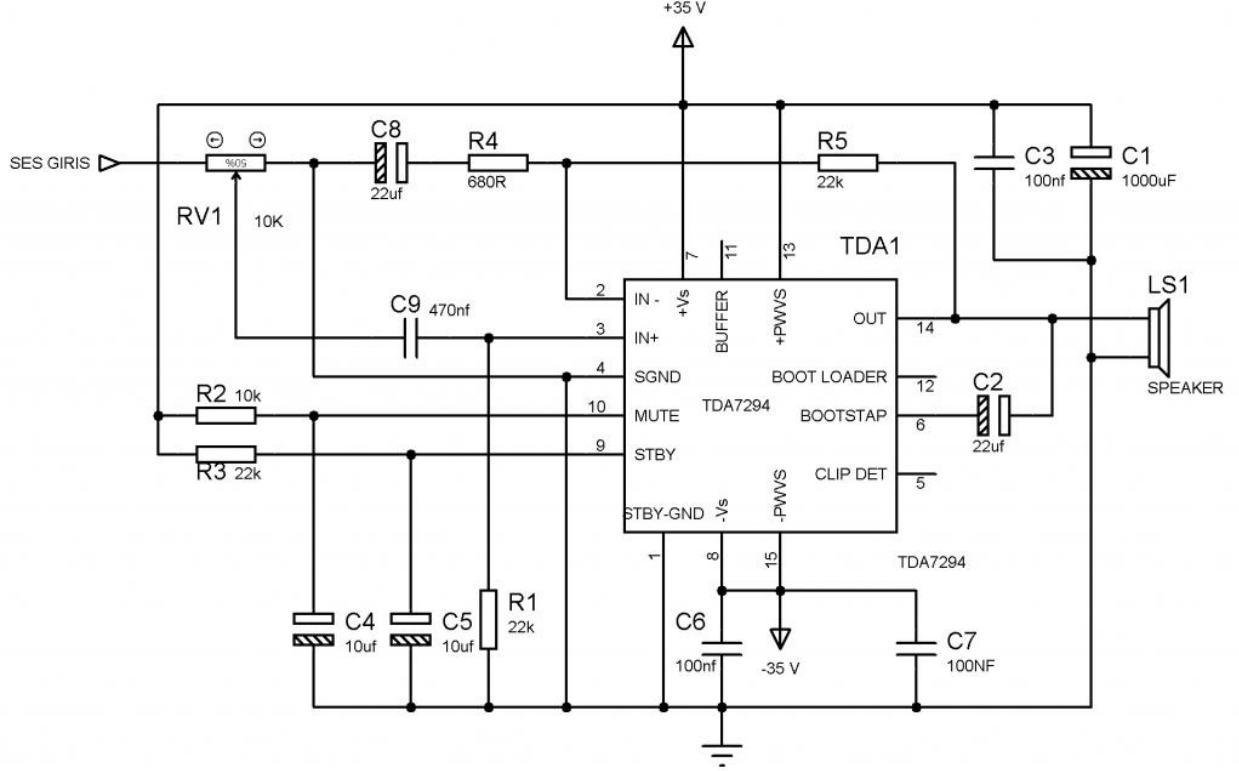 +35 V
SES GIRIS
50%
RV1
10K
C8
22uf
R4
680R
R5
22k
C3
100nf
C1
1000uF
TDA1
LS1
SPEAKER
C9 470nf
7
11
13
+Vs
BUFFER
+PWVS
2
IN -
3
IN+
4
SGND
10
MUTE
9
STBY
OUT
14
BOOT LOADER
12
BOOTSTAP
6
CLIP DET
5
TDA7294
C2
22uf
R2 10k
R3 22k
STBY-GND
-Vs
-PWVS
1
8
15
TDA7294
C4
10uf
C5
10uf
R1
22k
C6
100nf
-35 V
C7
100NF